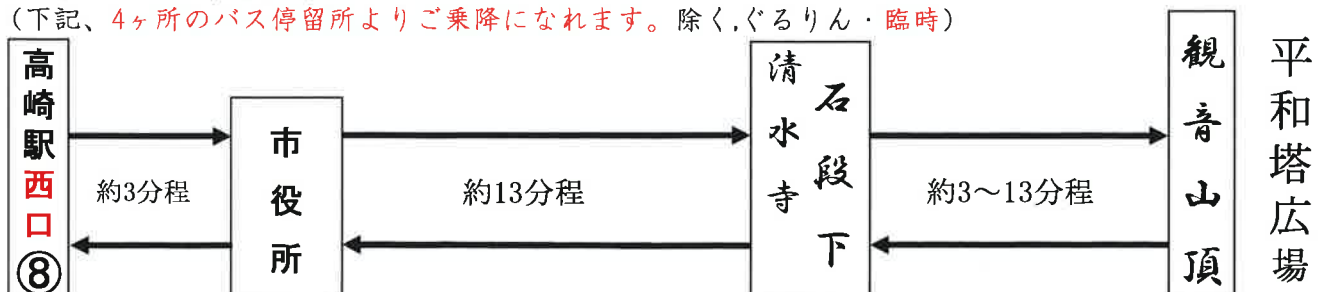 (下記、4ヶ所のバス停留所よりご乗降になれます。除く,ぐるりん・臨時)
高崎駅西口⑧
約3分程
市役所
約13分程
清水寺
石段下
約3～13分程
観音山頂
平和塔広場